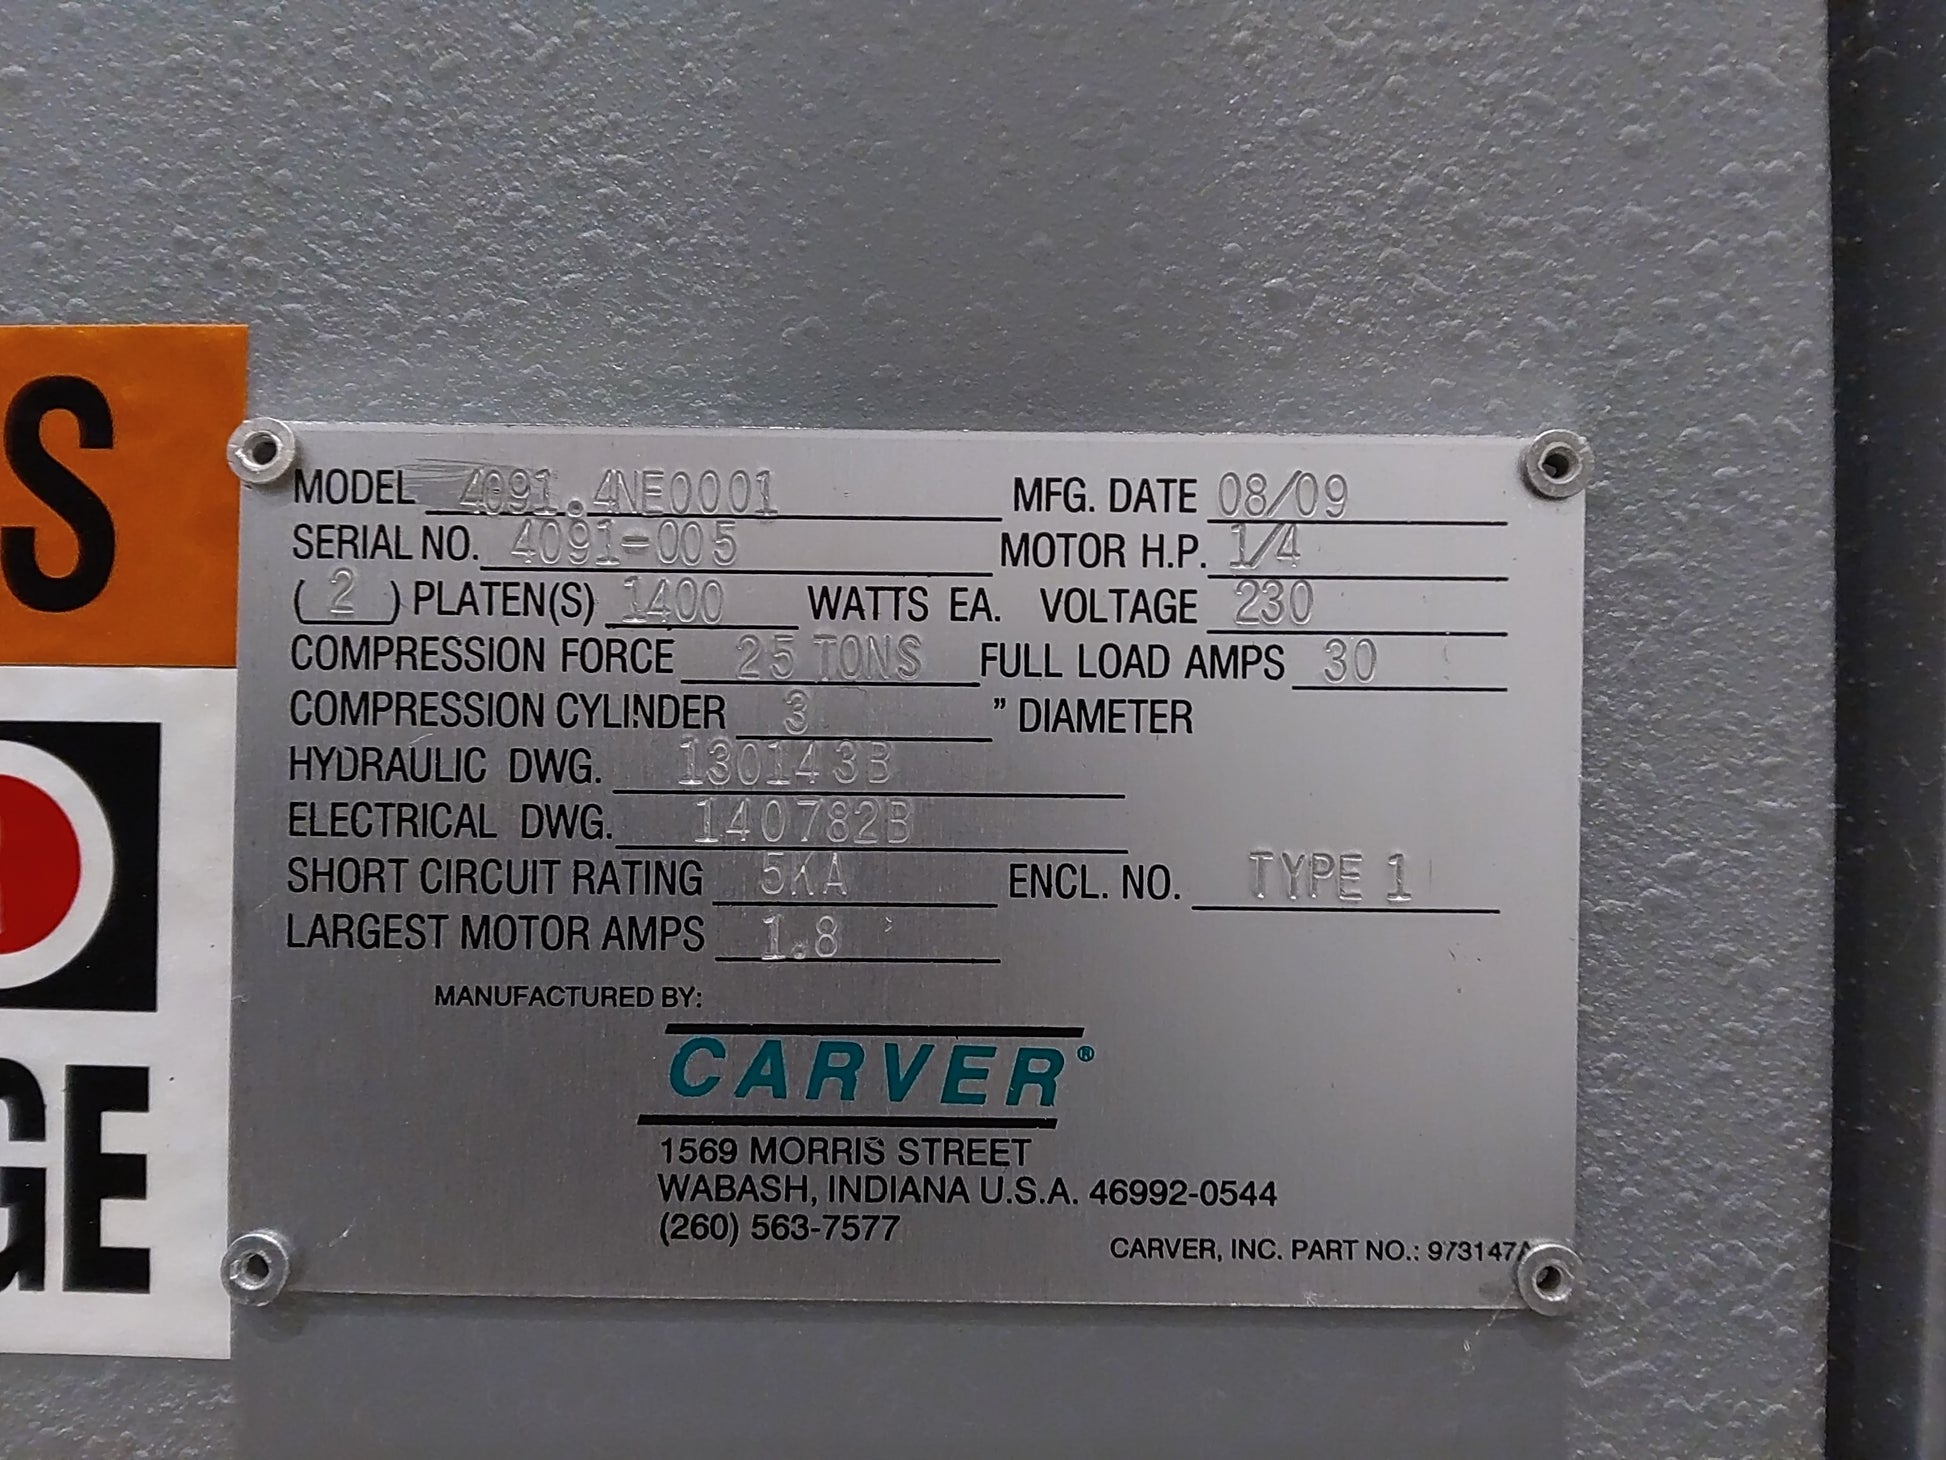 S
GE
MODEL 4091.4NE0001 MFG. DATE 08/09
SERIAL NO. 4091-005 MOTOR H.P. 1/4
( 2 ) PLATEN(S) 1400 WATTS EA. VOLTAGE 230
COMPRESSION FORCE 25 TONS FULL LOAD AMPS 30
COMPRESSION CYLINDER 3 " DIAMETER
HYDRAULIC DWG. 130143B
ELECTRICAL DWG. 140782B
SHORT CIRCUIT RATING 5KA ENCL. NO. TYPE 1
LARGEST MOTOR AMPS 1.8
MANUFACTURED BY:
CARVER®
1569 MORRIS STREET
WABASH, INDIANA U.S.A. 46992-0544
(260) 563-7577
CARVER, INC. PART NO.: 973147A